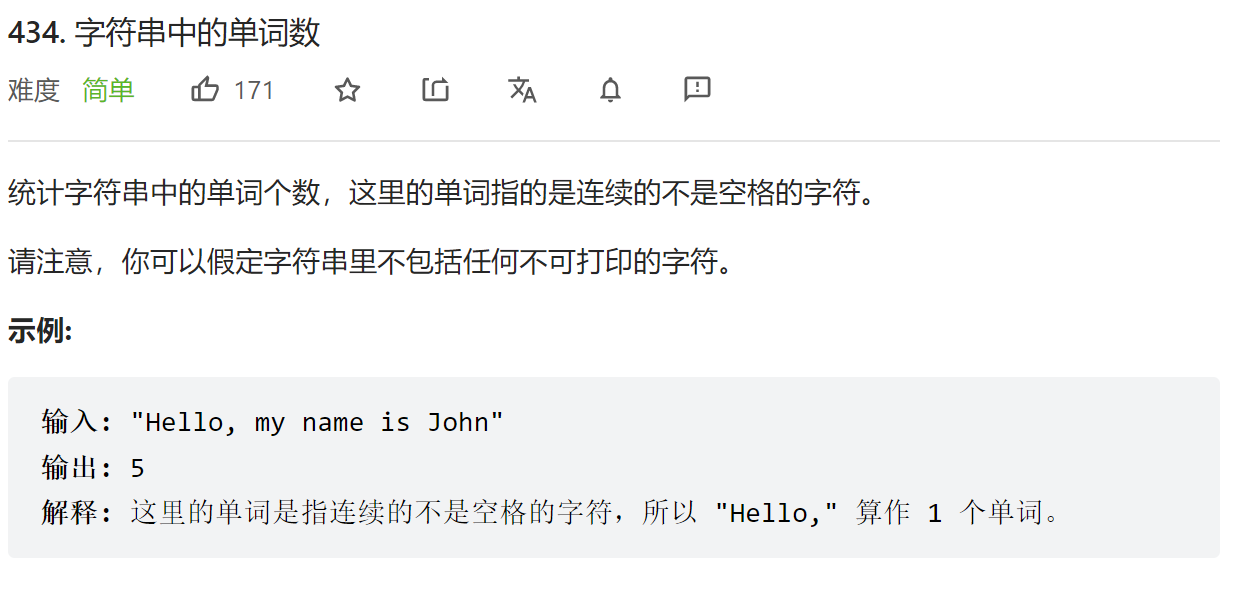 434. 字符串中的单词数
难度 简单 171
统计字符串中的单词个数，这里的单词指的是连续的不是空格的字符。
请注意，你可以假定字符串里不包括任何不可打印的字符。
示例:
输入: "Hello, my name is John"
输出: 5
解释: 这里的单词是指连续的不是空格的字符，所以 "Hello," 算作 1 个单词。